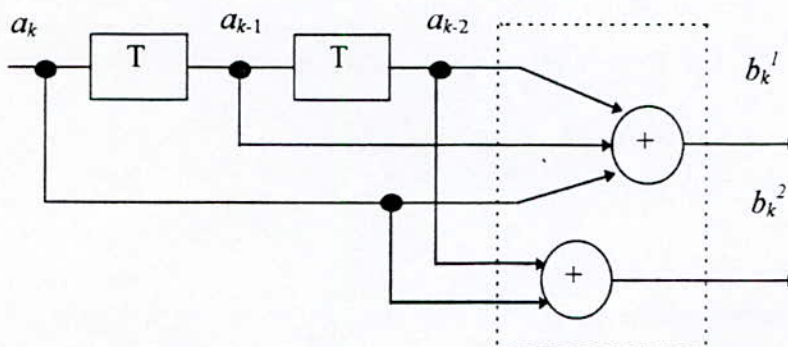 a_k a_{k-1} a_{k-2}
T T
b_k^1
+
b_k^2
+